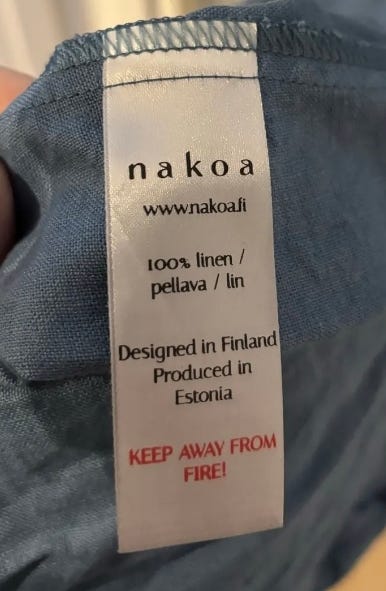 nakoa
www.nakoa.fi
100% linen /
pellava / lin
Designed in Finland
Produced in
Estonia
KEEP AWAY FROM
FIRE!